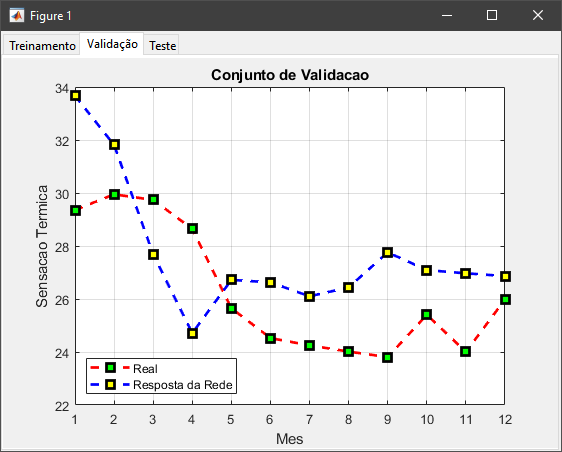 Figure 1
Treinamento Validação Teste
Conjunto de Validacao
34
32
30
28
26
24
22
Sensacao Termica
Real
Resposta da Rede
1 2 3 4 5 6 7 8 9 10 11 12
Mes